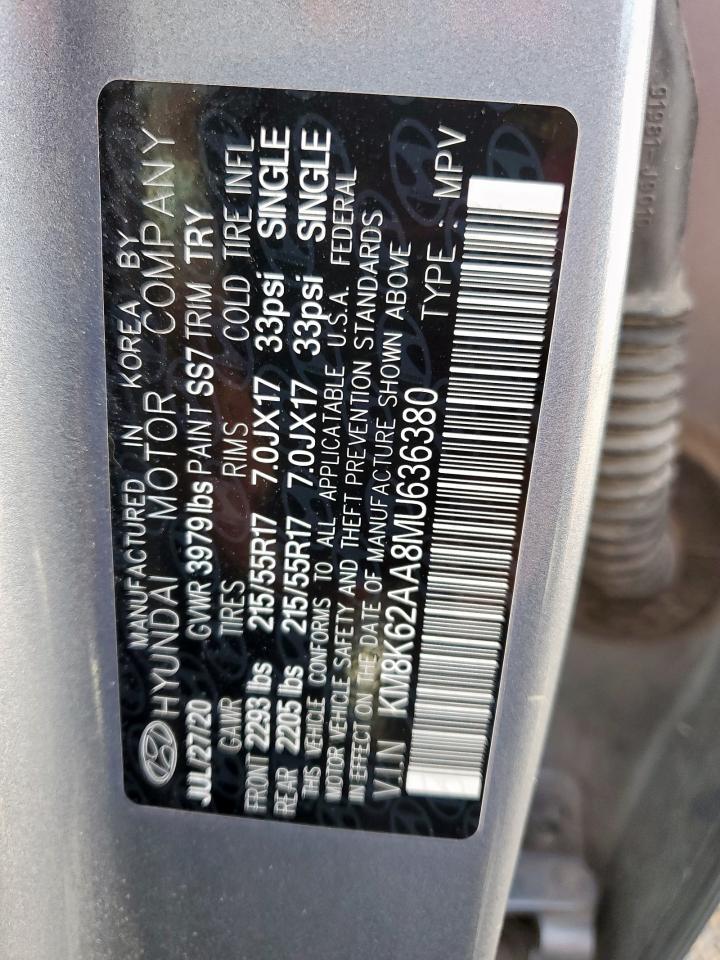 MANUFACTURED IN KOREA BY
HYUNDAI MOTOR COMPANY
JUL/27/20 GVWR 3979 lbs PAINT SS7 TRIM TRY
GAWR TIRES RIMS COLD TIRE INFL
FRONT 2293 lbs 215/55R17 7.0JX17 33psi SINGLE
REAR 2205 lbs 215/55R17 7.0JX17 33psi SINGLE
THIS VEHICLE CONFORMS TO ALL APPLICATABLE U.S.A. FEDERAL
MOTOR VEHICLE SAFETY AND THEFT PREVENTION STANDARDS
IN EFFECT ON THE DATE OF MANUFACTURE SHOWN ABOVE
VIN KM8K62AA8MU636380 TYPE : MPV